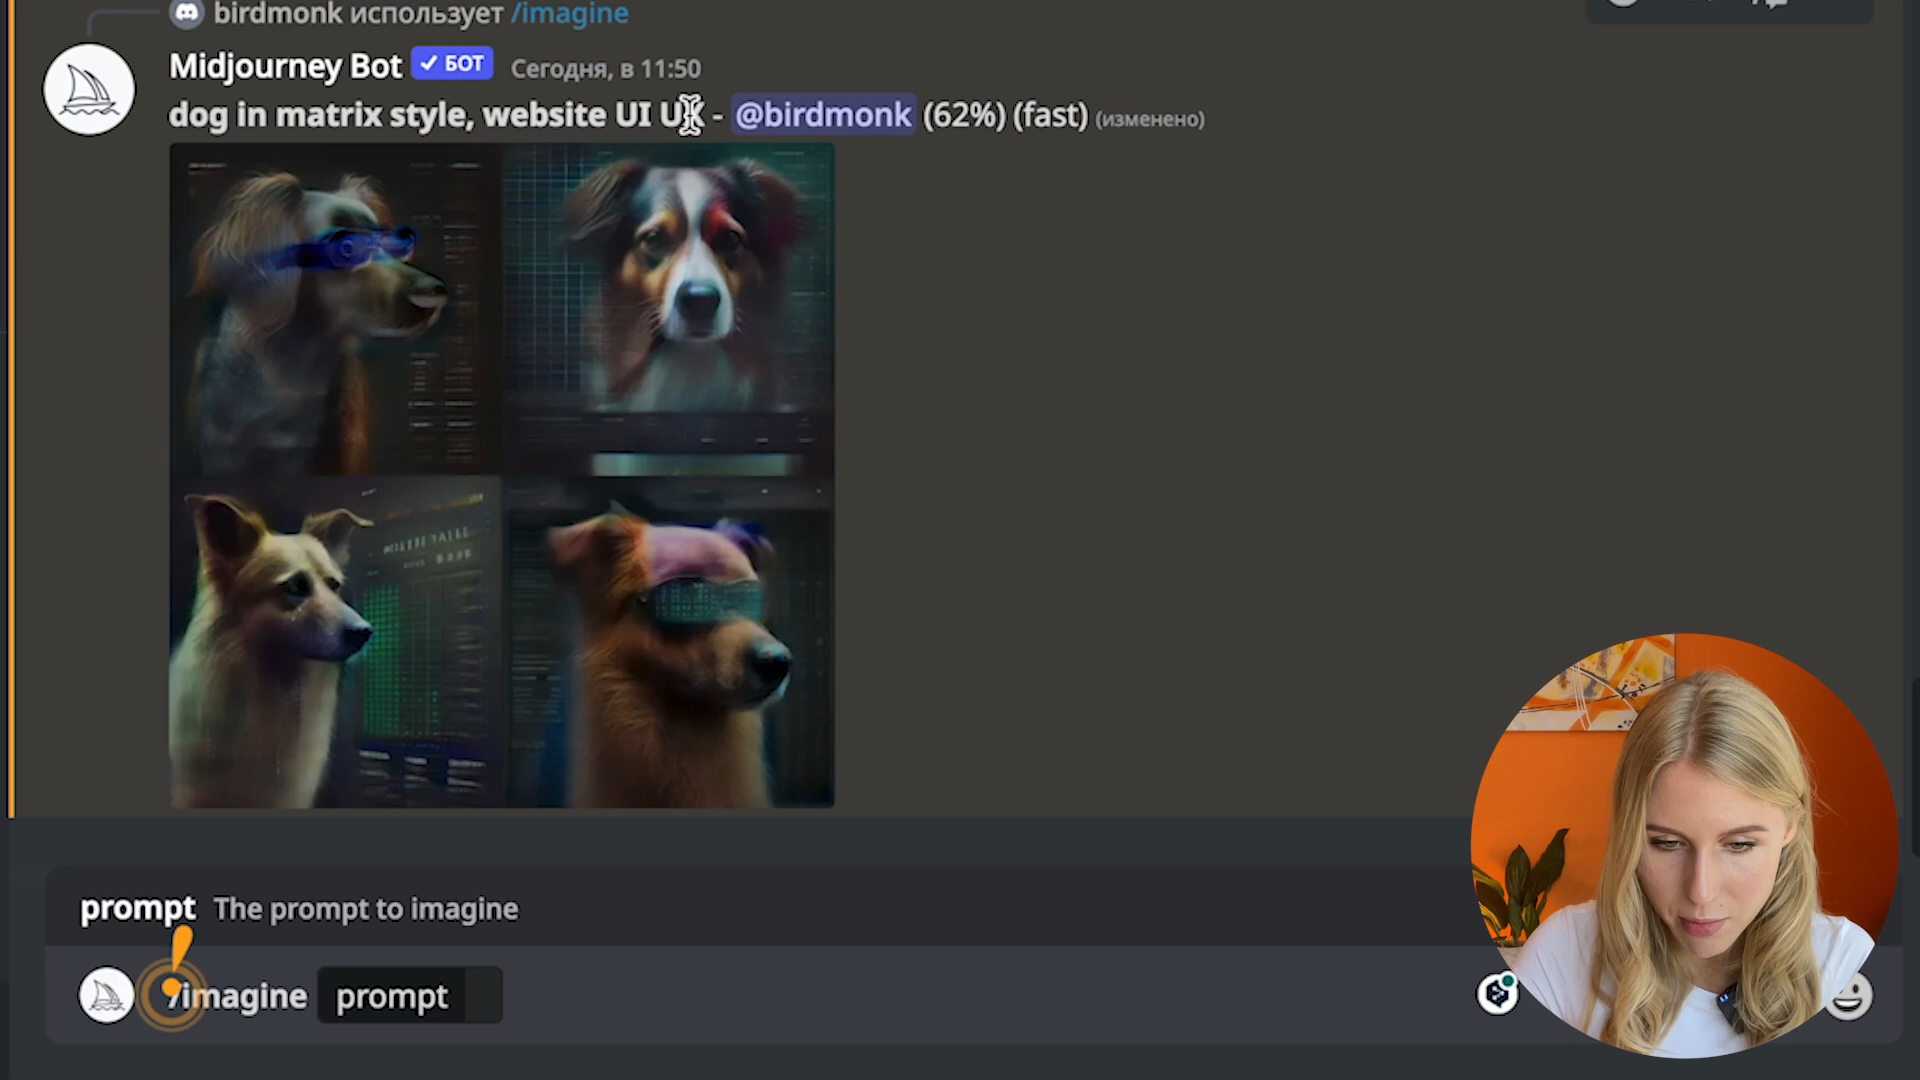 birdmonk использует /imagine
Midjourney Bot ✓ БОТ Сегодня, в 11:50
dog in matrix style, website UI UX - @birdmonk (62%) (fast) (изменено)
prompt The prompt to imagine
/imagine prompt